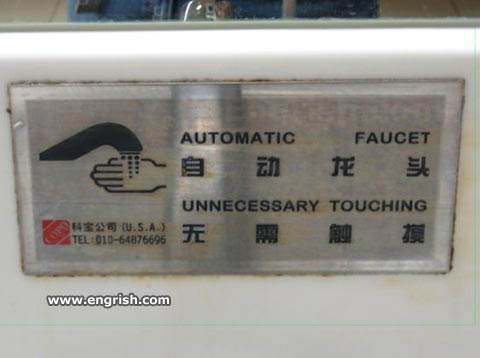 AUTOMATIC FAUCET
自动龙头
UNNECESSARY TOUCHING
无需触摸
科宝公司(U.S.A.)
TEL:010-64876696
www.engrish.com